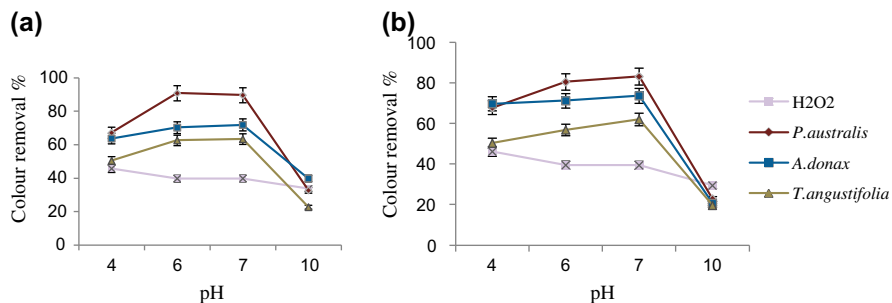 (a)
Colour removal %
100
80
60
40
20
0
4 6 7 10
pH
(b)
Colour removal %
100
80
60
40
20
0
4 6 7 10
pH
H2O2
P.australis
A.donax
T.angustifolia